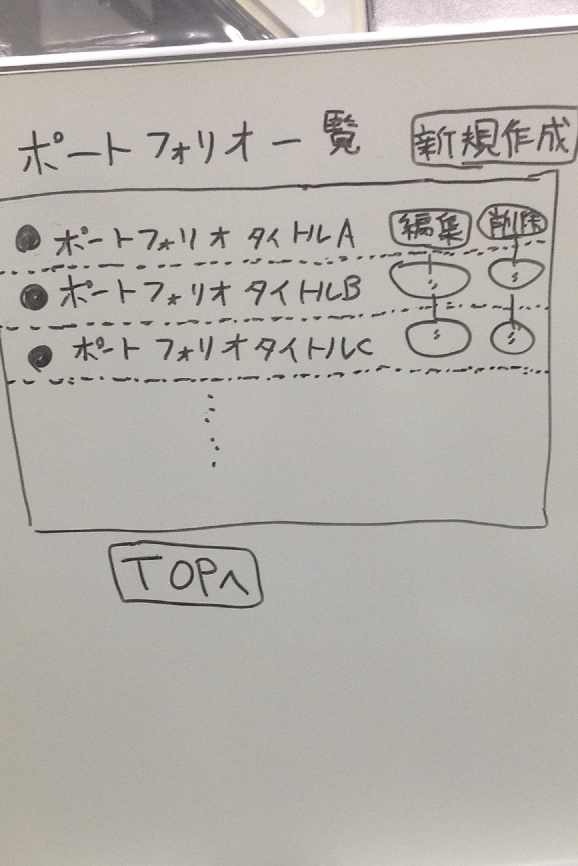 ポートフォリオ一覧 新規作成
● ポートフォリオタイトルA 編集 削除
● ポートフォリオタイトルB 〃 〃
● ポートフォリオタイトルC 〃 〃
TOPへ